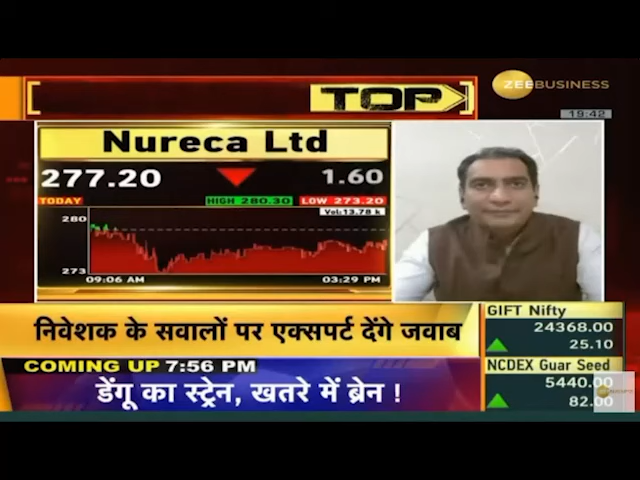 TOP
ZEEBUSINESS
19:42
Nureca Ltd
277.20 1.60
TODAY HIGH 280.30 LOW 273.20
Vol:13.78 k
280
273
09:06 AM 03:29 PM
निवेशक के सवालों पर एक्सपर्ट देंगे जवाब
COMING UP 7:56 PM
डेंगू का स्ट्रेन, खतरे में ब्रेन !
GIFT Nifty
24368.00
25.10
NCDEX Guar Seed
5440.00
82.00